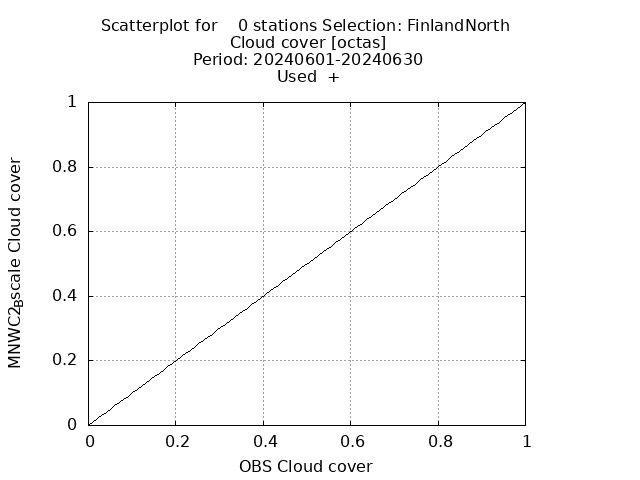 Scatterplot for    0 stations Selection: FinlandNorth
Cloud cover [octas]
Period: 20240601-20240630
Used  +
1
0.8
0.6
0.4
0.2
0
MNWC2Bscale Cloud cover
0 0.2 0.4 0.6 0.8 1
OBS Cloud cover